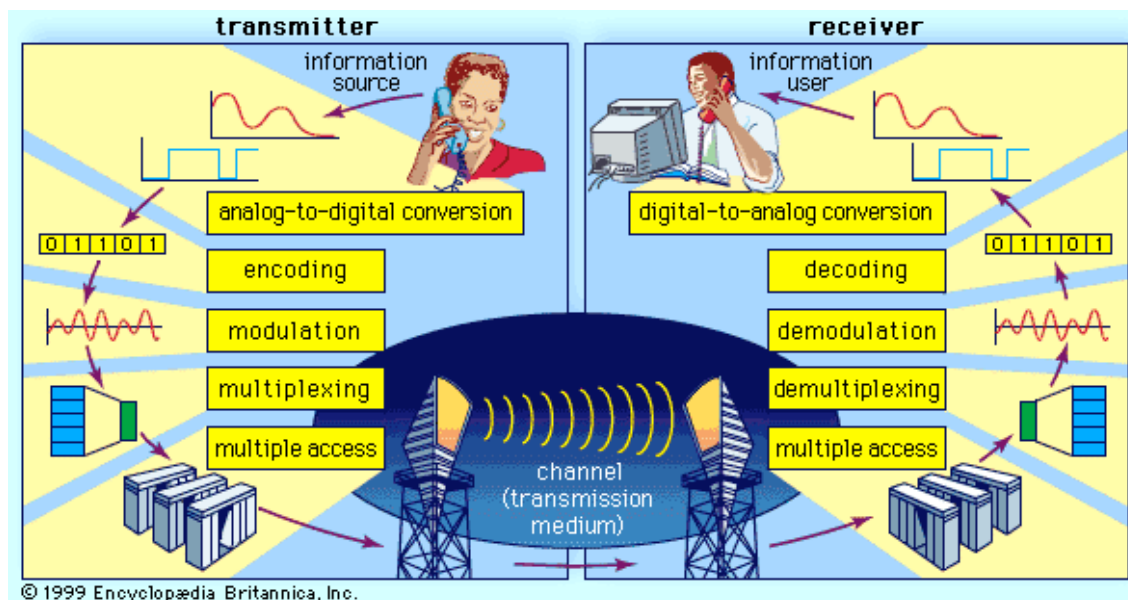 transmitter
information
source
analog-to-digital conversion
0 1 1 0 1
encoding
modulation
multiplexing
multiple access
channel
(transmission
medium)
receiver
information
user
digital-to-analog conversion
0 1 1 0 1
decoding
demodulation
demultiplexing
multiple access
© 1999 Encyclopædia Britannica, Inc.